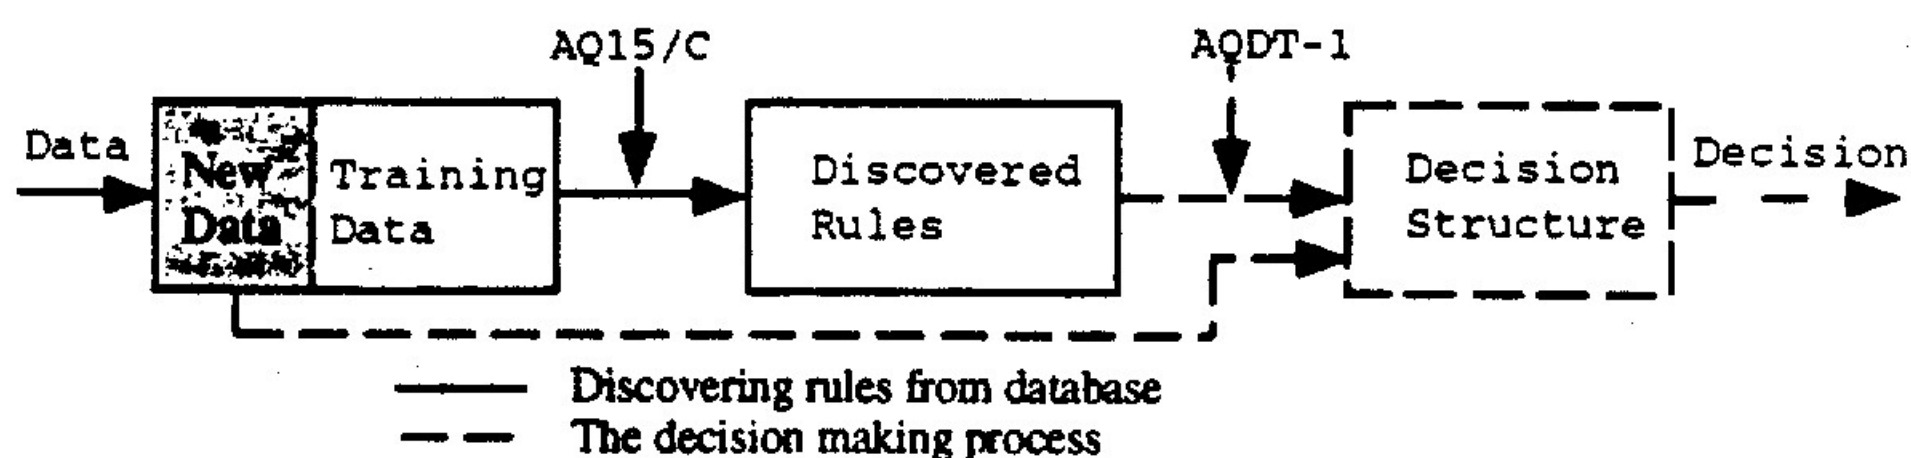 AQ15/C
AQDT-1
Data
New
Data
Training
Data
Discovered
Rules
Decision
Structure
Decision
Discovering rules from database
The decision making process